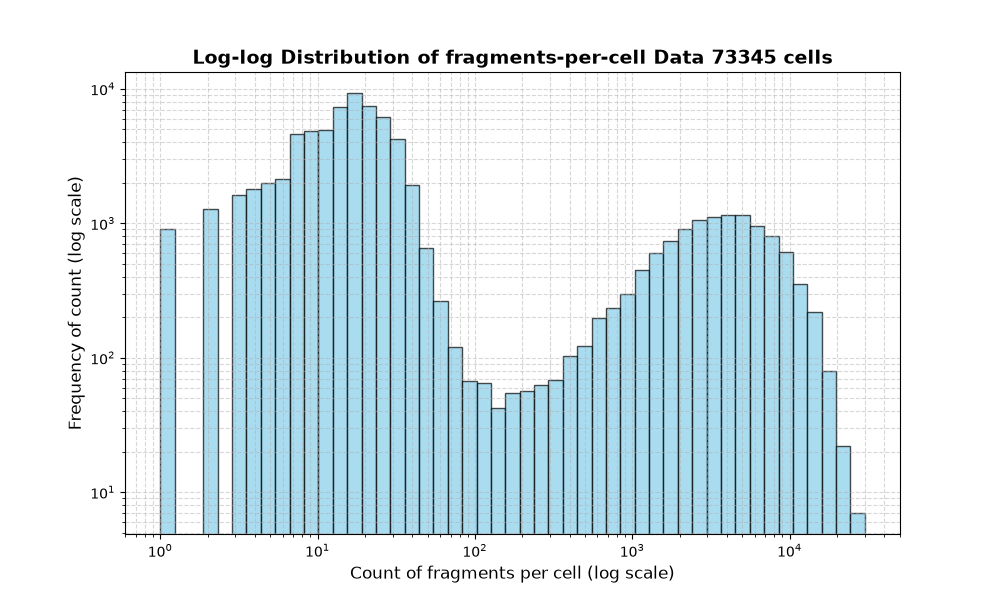 Log-log Distribution of fragments-per-cell Data 73345 cells
Frequency of count (log scale)
10⁴
10³
10²
10¹
10⁰ 10¹ 10² 10³ 10⁴
Count of fragments per cell (log scale)